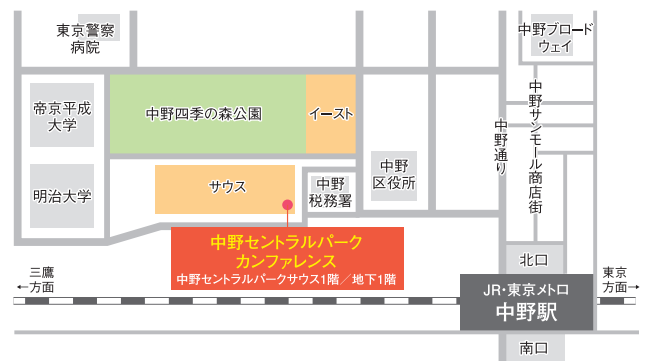 東京警察
病院
中野ブロード
ウェイ
帝京平成
大学
中野四季の森公園
イースト
中野通り
中野サンモール商店街
明治大学
サウス
中野
税務署
中野
区役所
中野セントラルパーク
カンファレンス
中野セントラルパークサウス1階／地下1階
北口
三鷹
←方面
JR・東京メトロ
中野駅
東京
方面→
南口